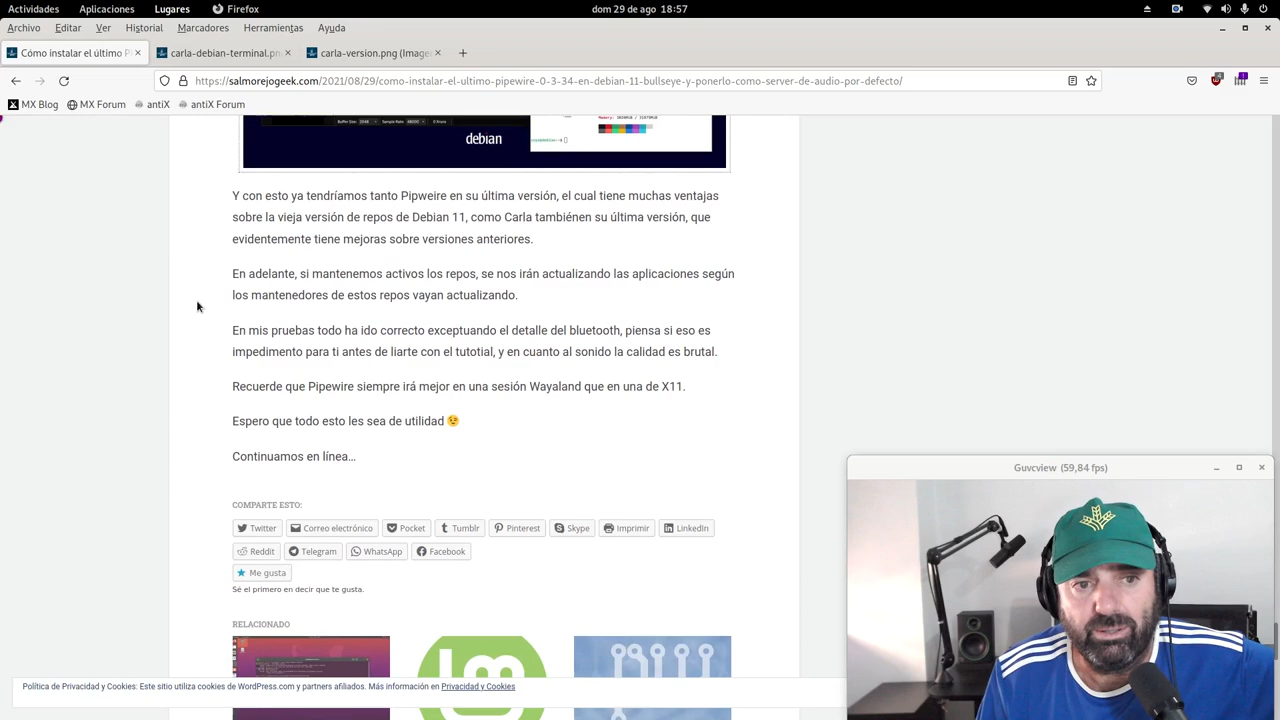 Actividades Aplicaciones Lugares Firefox dom 29 de ago 18:57
Archivo Editar Ver Historial Marcadores Herramientas Ayuda
Cómo instalar el último P carla-debian-terminal.pn carla-version.png (Image
https://salmorejogeek.com/2021/08/29/como-instalar-el-ultimo-pipewire-0-3-34-en-debian-11-bullseye-y-ponerlo-como-server-de-audio-por-defecto/
MX Blog MX Forum antiX antiX Forum
debian
Y con esto ya tendríamos tanto Pipweire en su última versión, el cual tiene muchas ventajas
sobre la vieja versión de repos de Debian 11, como Carla tambiénen su última versión, que
evidentemente tiene mejoras sobre versiones anteriores.
En adelante, si mantenemos activos los repos, se nos irán actualizando las aplicaciones según
los mantenedores de estos repos vayan actualizando.
En mis pruebas todo ha ido correcto exceptuando el detalle del bluetooth, piensa si eso es
impedimento para ti antes de liarte con el tutotial, y en cuanto al sonido la calidad es brutal.
Recuerde que Pipewire siempre irá mejor en una sesión Wayaland que en una de X11.
Espero que todo esto les sea de utilidad 😉
Continuamos en línea…
Guvcview (59,84 fps)
COMPARTE ESTO:
Twitter Correo electrónico Pocket Tumblr Pinterest Skype Imprimir LinkedIn
Reddit Telegram WhatsApp Facebook
Me gusta
Sé el primero en decir que te gusta.
RELACIONADO
Política de Privacidad y Cookies: Este sitio utiliza cookies de WordPress.com y partners afiliados. Más información en Privacidad y Cookies